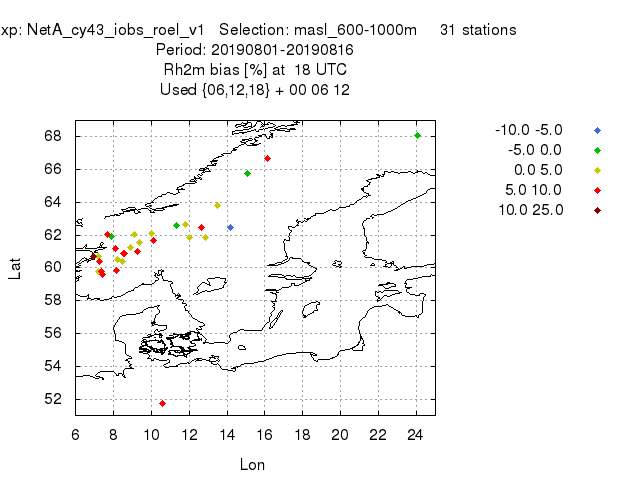 xp: NetA_cy43_iobs_roel_v1 Selection: masl_600-1000m 31 stations
Period: 20190801-20190816
Rh2m bias [%] at 18 UTC
Used {06,12,18} + 00 06 12
-10.0 -5.0
-5.0 0.0
0.0 5.0
5.0 10.0
10.0 25.0
68
66
64
62
60
58
56
54
52
Lat
6 8 10 12 14 16 18 20 22 24
Lon